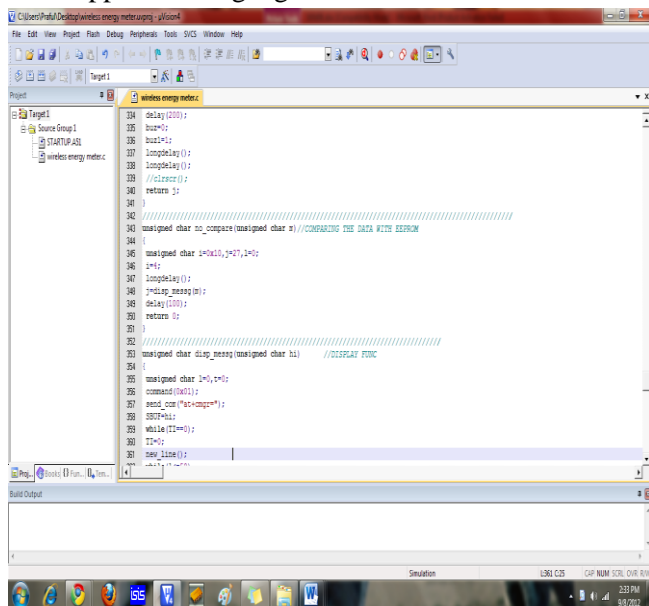 C:\Users\Praful\Desktop\wireless energy meter.uvproj - µVision4
File Edit View Project Flash Debug Peripherals Tools SVCS Window Help
Target 1
Project
wireless energy meter.c
Target 1
Source Group 1
STARTUP.A51
wireless energy meter.c
334 delay(200);
335 buz=0;
336 buz1=1;
337 longdelay();
338 longdelay();
339 //clrscr();
340 return j;
341 }
342 ////////////////////////////////////////////////////////////////////////////////////////////
343 unsigned char no_compare(unsigned char m)//COMPARING THE DATA WITH EEPROM
344 {
345 unsigned char i=0x10,j=27,l=0;
346 i=4;
347 longdelay();
348 j=disp_messg(m);
349 delay(100);
350 return 0;
351 }
352 //////////////////////////////////////////////////////////////////////////
353 unsigned char disp_messg(unsigned char hi) //DISPLAY FUNC
354 {
355 unsigned char l=0,t=0;
356 command(0x01);
357 send_com("at+cmgr=");
358 SBUF=hi;
359 while(TI==0);
360 TI=0;
361 new_line();
Proj... Books {} Fun... Tem...
Build Output
Simulation L:361 C:25 CAP NUM SCRL OVR R/W
isis
2:33 PM
9/8/2012